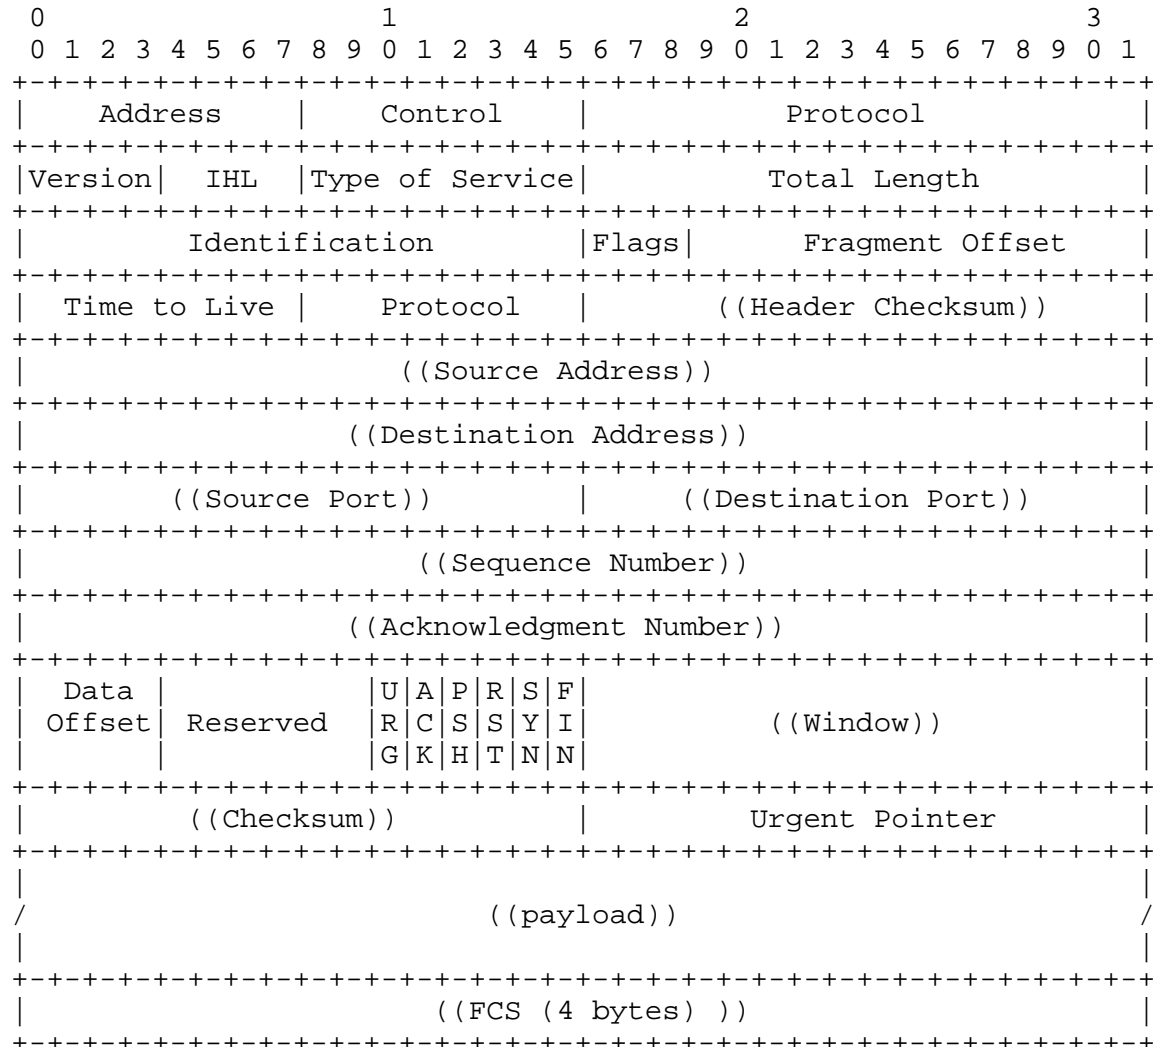 0                   1                   2                   3
 0 1 2 3 4 5 6 7 8 9 0 1 2 3 4 5 6 7 8 9 0 1 2 3 4 5 6 7 8 9 0 1
+-+-+-+-+-+-+-+-+-+-+-+-+-+-+-+-+-+-+-+-+-+-+-+-+-+-+-+-+-+-+-+-+
|    Address    |    Control    |           Protocol            |
+-+-+-+-+-+-+-+-+-+-+-+-+-+-+-+-+-+-+-+-+-+-+-+-+-+-+-+-+-+-+-+-+
|Version|  IHL  |Type of Service|          Total Length         |
+-+-+-+-+-+-+-+-+-+-+-+-+-+-+-+-+-+-+-+-+-+-+-+-+-+-+-+-+-+-+-+-+
|         Identification        |Flags|      Fragment Offset    |
+-+-+-+-+-+-+-+-+-+-+-+-+-+-+-+-+-+-+-+-+-+-+-+-+-+-+-+-+-+-+-+-+
|  Time to Live |    Protocol   |       ((Header Checksum))     |
+-+-+-+-+-+-+-+-+-+-+-+-+-+-+-+-+-+-+-+-+-+-+-+-+-+-+-+-+-+-+-+-+
|                     ((Source Address))                        |
+-+-+-+-+-+-+-+-+-+-+-+-+-+-+-+-+-+-+-+-+-+-+-+-+-+-+-+-+-+-+-+-+
|                  ((Destination Address))                      |
+-+-+-+-+-+-+-+-+-+-+-+-+-+-+-+-+-+-+-+-+-+-+-+-+-+-+-+-+-+-+-+-+
|        ((Source Port))        |     ((Destination Port))      |
+-+-+-+-+-+-+-+-+-+-+-+-+-+-+-+-+-+-+-+-+-+-+-+-+-+-+-+-+-+-+-+-+
|                      ((Sequence Number))                      |
+-+-+-+-+-+-+-+-+-+-+-+-+-+-+-+-+-+-+-+-+-+-+-+-+-+-+-+-+-+-+-+-+
|                  ((Acknowledgment Number))                    |
+-+-+-+-+-+-+-+-+-+-+-+-+-+-+-+-+-+-+-+-+-+-+-+-+-+-+-+-+-+-+-+-+
|  Data |           |U|A|P|R|S|F|                               |
| Offset| Reserved  |R|C|S|S|Y|I|          ((Window))           |
|       |           |G|K|H|T|N|N|                               |
+-+-+-+-+-+-+-+-+-+-+-+-+-+-+-+-+-+-+-+-+-+-+-+-+-+-+-+-+-+-+-+-+
|         ((Checksum))          |         Urgent Pointer        |
+-+-+-+-+-+-+-+-+-+-+-+-+-+-+-+-+-+-+-+-+-+-+-+-+-+-+-+-+-+-+-+-+
|                                                               |
/                          ((payload))                          /
|                                                               |
+-+-+-+-+-+-+-+-+-+-+-+-+-+-+-+-+-+-+-+-+-+-+-+-+-+-+-+-+-+-+-+-+
|                       ((FCS (4 bytes) ))                      |
+-+-+-+-+-+-+-+-+-+-+-+-+-+-+-+-+-+-+-+-+-+-+-+-+-+-+-+-+-+-+-+-+